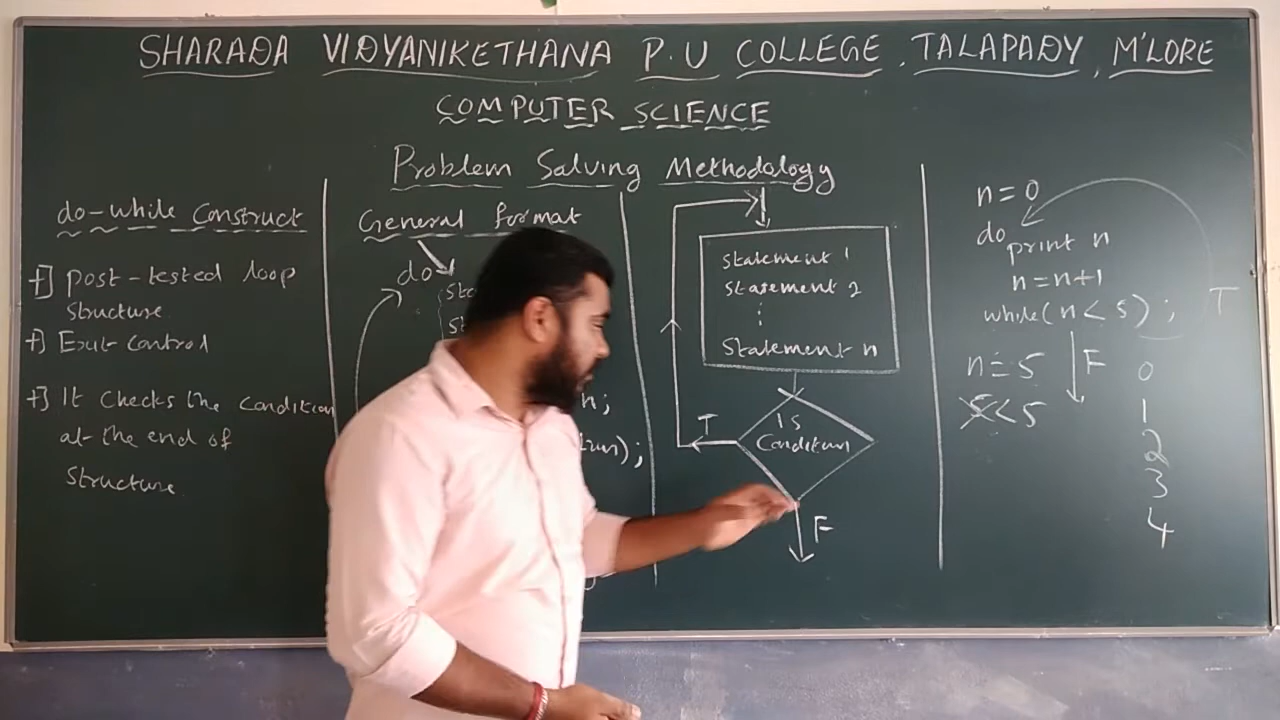 SHARADA VIDYANIKETHANA P.U COLLEGE, TALAPADY, M'LORE
COMPUTER SCIENCE
Problem Solving Methodology
do-while Construct
Post-tested loop
Structure
Exit-control
It checks the condition
at the end of
Structure
General format
do
n;
);
Statement 1
Statement 2
Statement n
Is
Condition
T
F
n=0
do
print n
n=n+1
while(n<5);
T
n=5
F
5<5
0
1
2
3
4